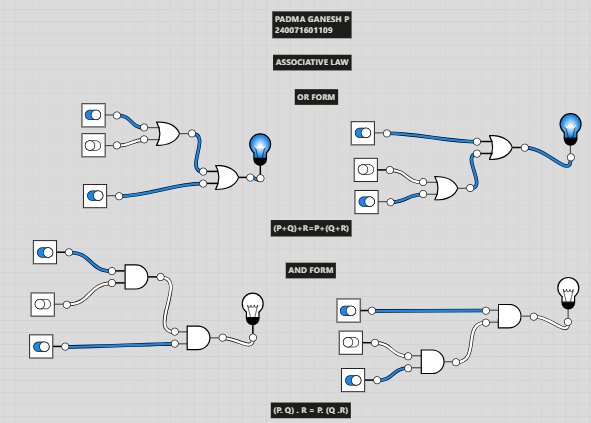 PADMA GANESH P
240071601109
ASSOCIATIVE LAW
OR FORM
(P+Q)+R=P+(Q+R)
AND FORM
(P. Q) . R = P. (Q .R)